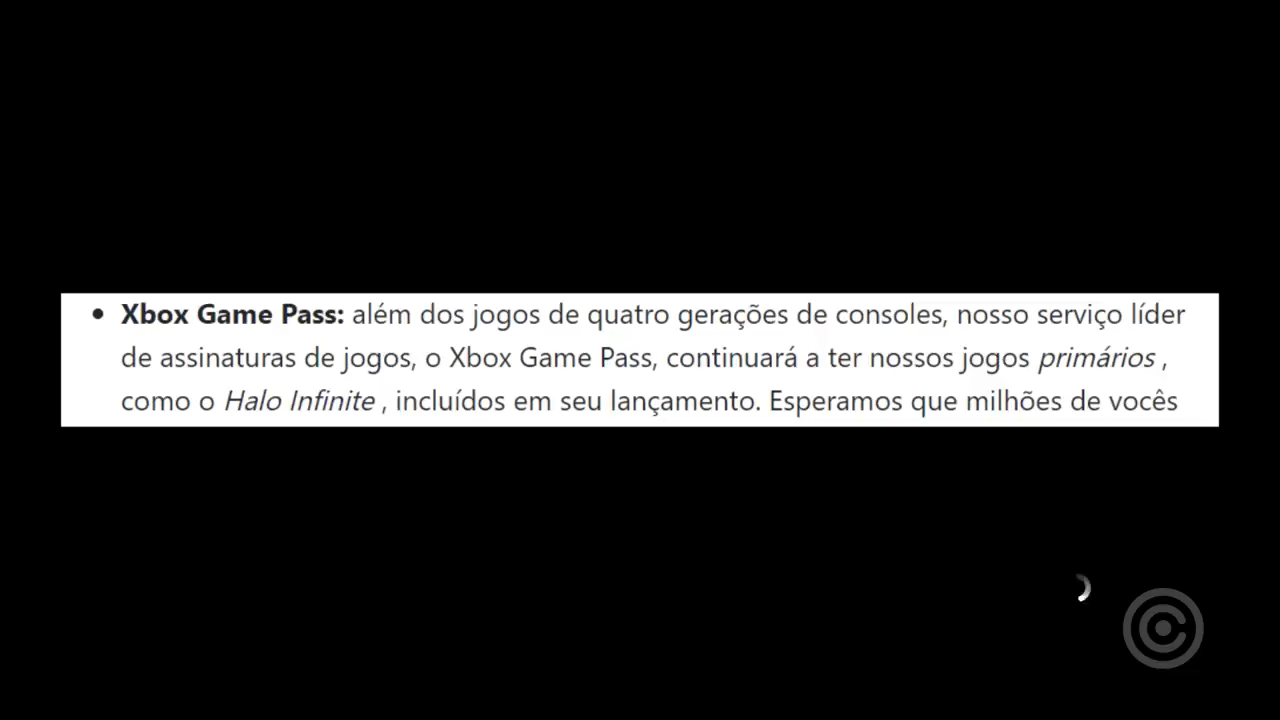 • Xbox Game Pass: além dos jogos de quatro gerações de consoles, nosso serviço líder
de assinaturas de jogos, o Xbox Game Pass, continuará a ter nossos jogos primários ,
como o Halo Infinite , incluídos em seu lançamento. Esperamos que milhões de vocês